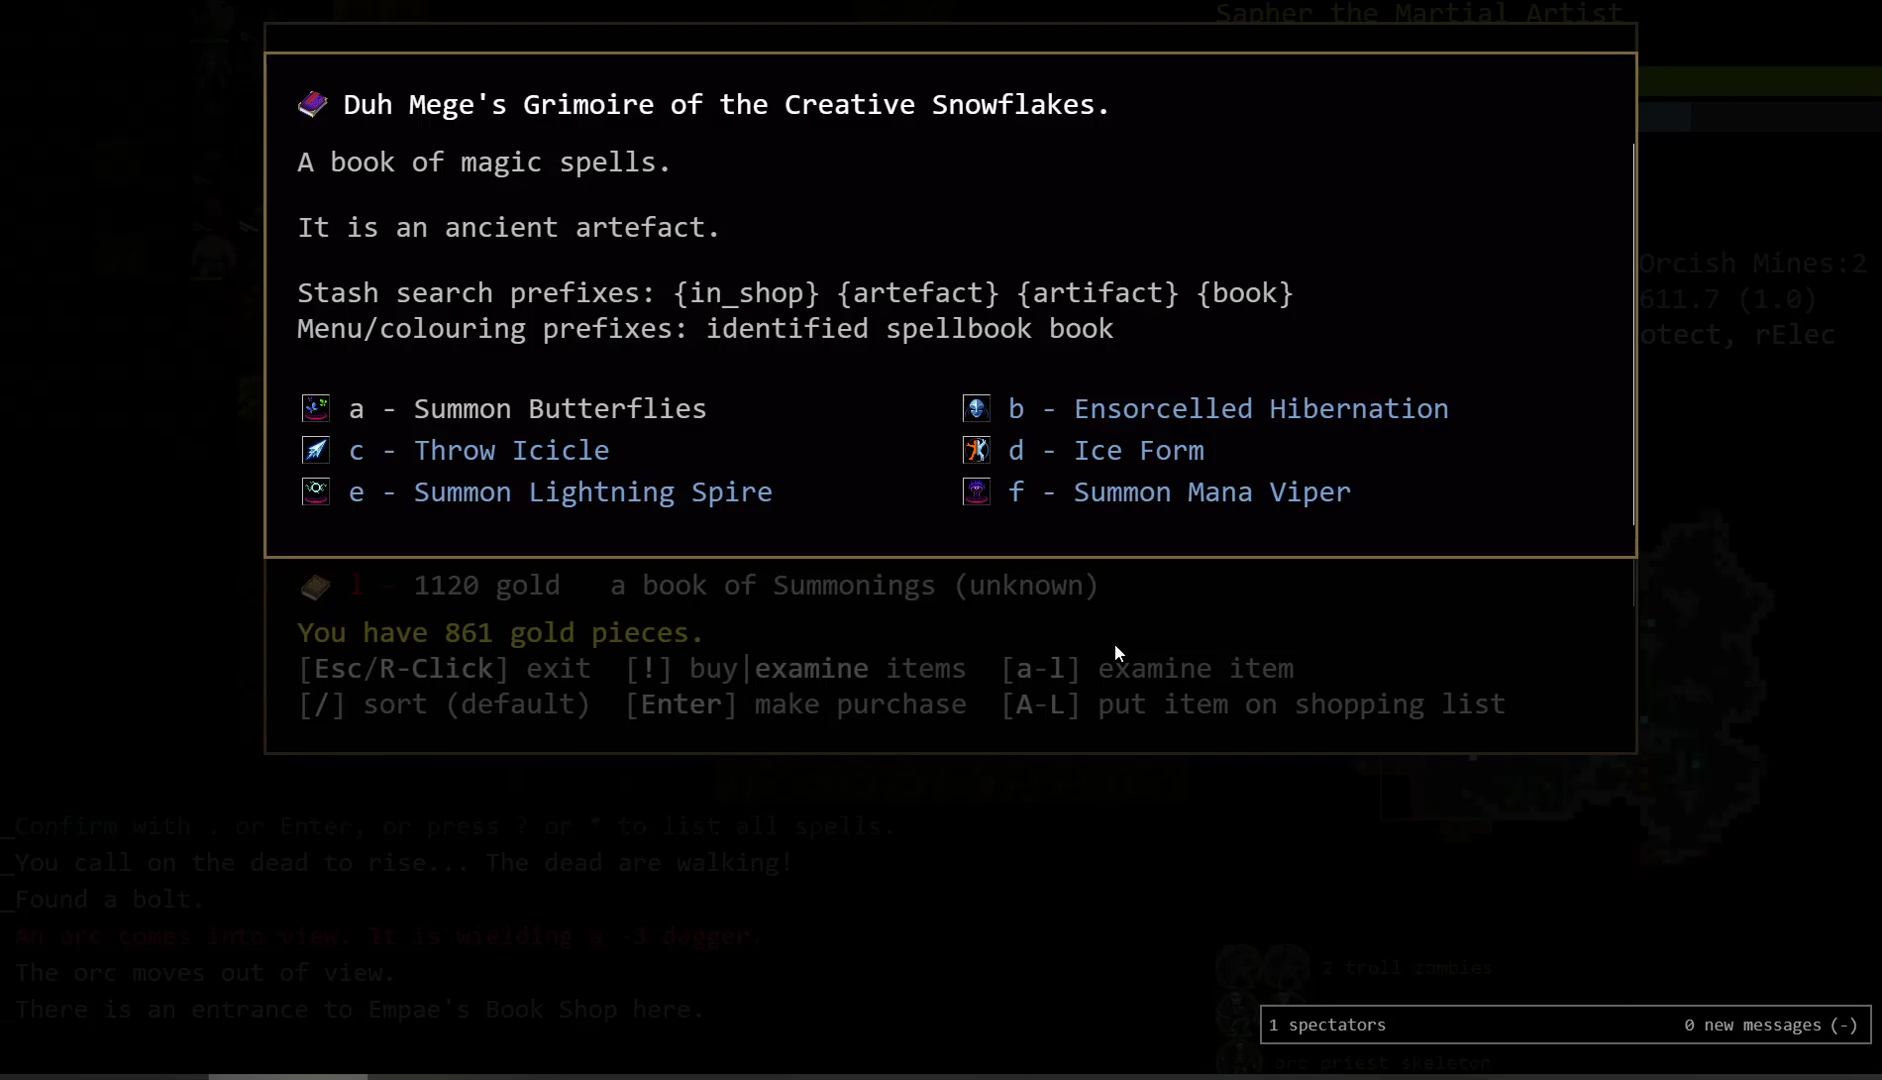 Sapher the Martial Artist
Duh Mege's Grimoire of the Creative Snowflakes.
A book of magic spells.
It is an ancient artefact.
Stash search prefixes: {in_shop} {artefact} {artifact} {book}
Menu/colouring prefixes: identified spellbook book
Orcish Mines:2
611.7 (1.0)
otect, rElec
a - Summon Butterflies b - Ensorcelled Hibernation
c - Throw Icicle d - Ice Form
e - Summon Lightning Spire f - Summon Mana Viper
l - 1120 gold a book of Summonings (unknown)
You have 861 gold pieces.
[Esc/R-Click] exit [!] buy|examine items [a-l] examine item
[/] sort (default) [Enter] make purchase [A-L] put item on shopping list
_Confirm with . or Enter, or press ? or * to list all spells.
_You call on the dead to rise... The dead are walking!
_Found a bolt.
An orc comes into view. It is wielding a -3 dagger.
The orc moves out of view.
There is an entrance to Empae's Book Shop here.
2 troll zombies
1 spectators 0 new messages (-)
orc priest skeleton